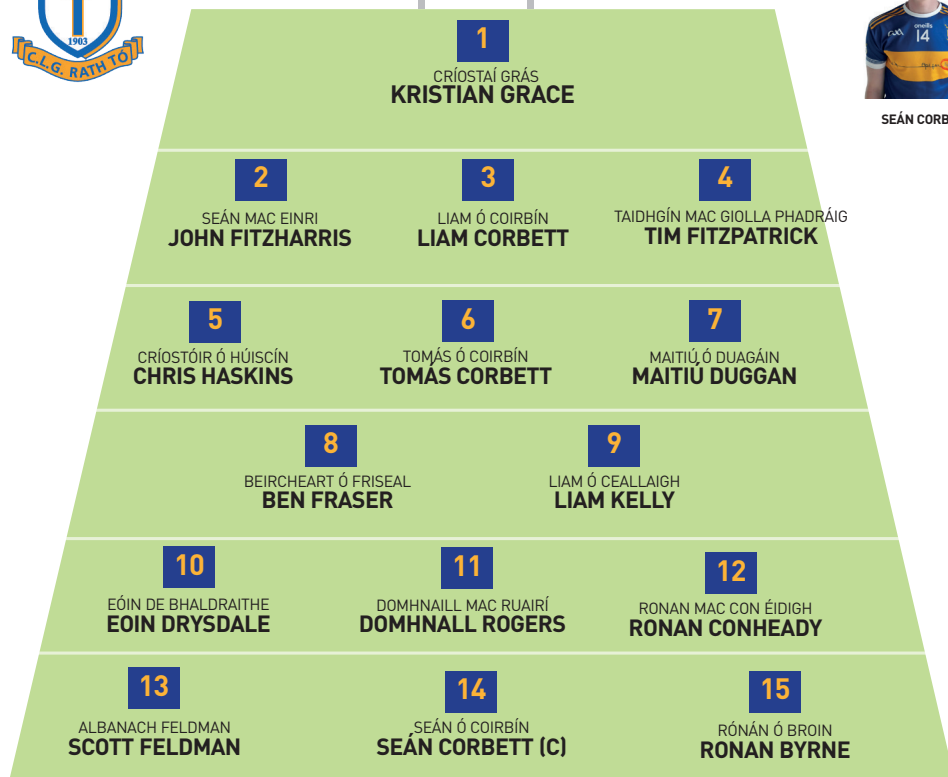 1903
C.L.G. RATH TÓ
14
SEÁN CORB
1
CRÍOSTAÍ GRÁS
KRISTIAN GRACE
2
SEÁN MAC EINRI
JOHN FITZHARRIS
3
LIAM Ó COIRBÍN
LIAM CORBETT
4
TAIDHGÍN MAC GIOLLA PHADRÁIG
TIM FITZPATRICK
5
CRÍOSTÓIR Ó HÚISCÍN
CHRIS HASKINS
6
TOMÁS Ó COIRBÍN
TOMÁS CORBETT
7
MAITIÚ Ó DUAGÁIN
MAITIÚ DUGGAN
8
BEIRCHEART Ó FRISEAL
BEN FRASER
9
LIAM Ó CEALLAIGH
LIAM KELLY
10
EÓIN DE BHALDRAITHE
EOIN DRYSDALE
11
DOMHNAILL MAC RUAIRÍ
DOMHNALL ROGERS
12
RONAN MAC CON ÉIDIGH
RONAN CONHEADY
13
ALBANACH FELDMAN
SCOTT FELDMAN
14
SEÁN Ó COIRBÍN
SEÁN CORBETT (C)
15
RÓNÁN Ó BROIN
RONAN BYRNE